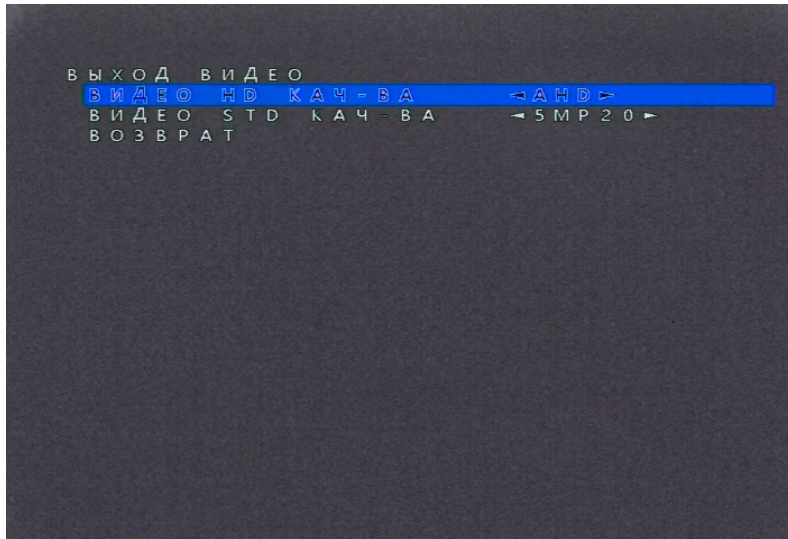 ВЫХОД ВИДЕО
ВИДЕО HD КАЧ-ВА ◄AHD►
ВИДЕО STD КАЧ-ВА ◄5MP20►
ВОЗВРАТ